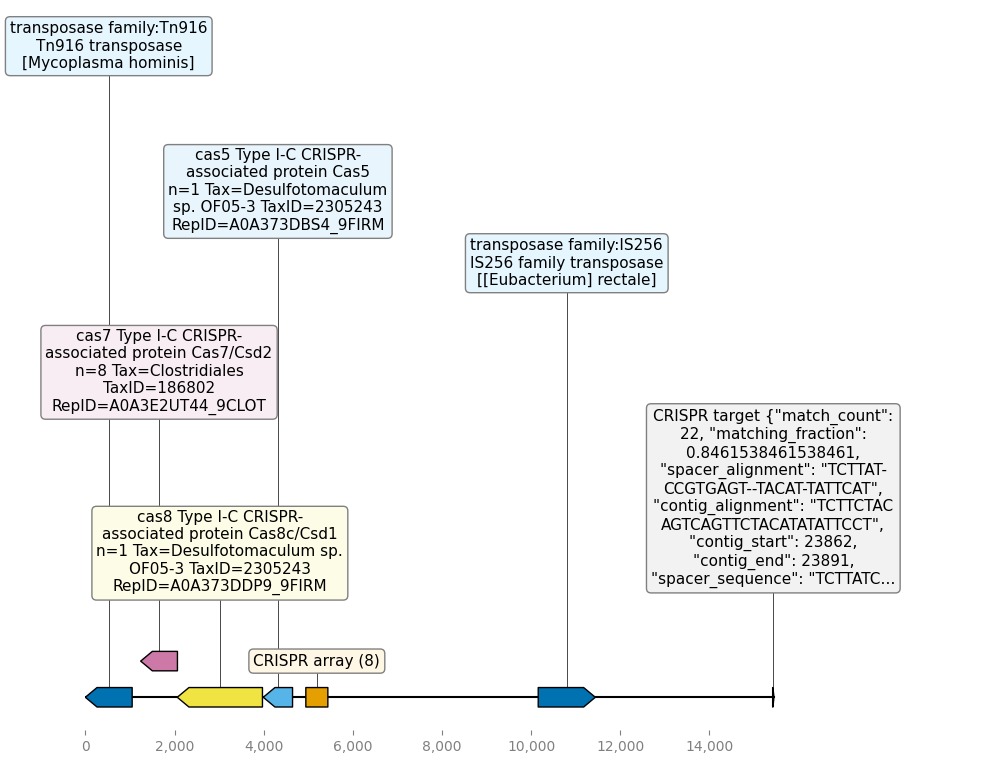 transposase family:Tn916
Tn916 transposase
[Mycoplasma hominis]
cas5 Type I-C CRISPR-
associated protein Cas5
n=1 Tax=Desulfotomaculum
sp. OF05-3 TaxID=2305243
RepID=A0A373DBS4_9FIRM
transposase family:IS256
IS256 family transposase
[[Eubacterium] rectale]
cas7 Type I-C CRISPR-
associated protein Cas7/Csd2
n=8 Tax=Clostridiales
TaxID=186802
RepID=A0A3E2UT44_9CLOT
CRISPR target {"match_count":
22, "matching_fraction":
0.8461538461538461,
"spacer_alignment": "TCTTAT-
CCGTGAGT--TACAT-TATTCAT",
"contig_alignment": "TCTTCTAC
AGTCAGTTCTACATATATTCCT",
"contig_start": 23862,
"contig_end": 23891,
"spacer_sequence": "TCTTATC...
cas8 Type I-C CRISPR-
associated protein Cas8c/Csd1
n=1 Tax=Desulfotomaculum sp.
OF05-3 TaxID=2305243
RepID=A0A373DDP9_9FIRM
CRISPR array (8)
0
2,000
4,000
6,000
8,000
10,000
12,000
14,000